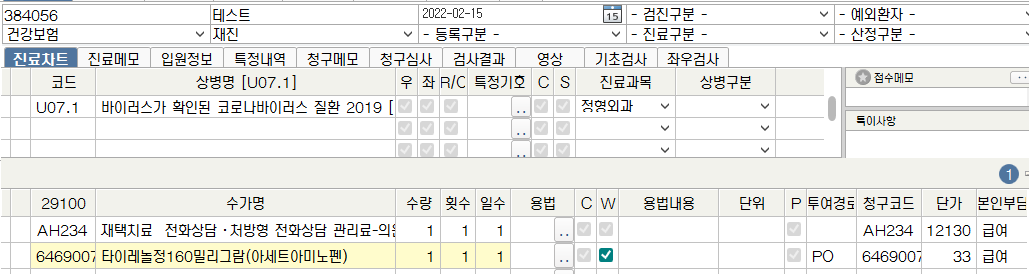 384056 테스트 2022-02-15 15 - 검진구분 - - 예외환자 -
건강보험 재진 - 등록구분 - - 진료구분 - - 산정구분 -
진료차트 진료메모 입원정보 특정내역 청구메모 청구심사 검사결과 영상 기초검사 좌우검사
코드 상병명 [U07.1] 우 좌 R/C 특정기호 C S 진료과목 상병구분 접수메모
U07.1 바이러스가 확인된 코로나바이러스 질환 2019 [ .. 정형외과
특이사항
..
..
1
29100 수가명 수량 횟수 일수 용법 C W 용법내용 단위 P 투여경로 청구코드 단가 본인부담
AH234 재택치료 전화상담·처방형 전화상담 관리료-의원 1 1 1 .. AH234 12130 급여
6469007 타이레놀정160밀리그람(아세트아미노펜) 1 1 1 .. PO 6469007 33 급여